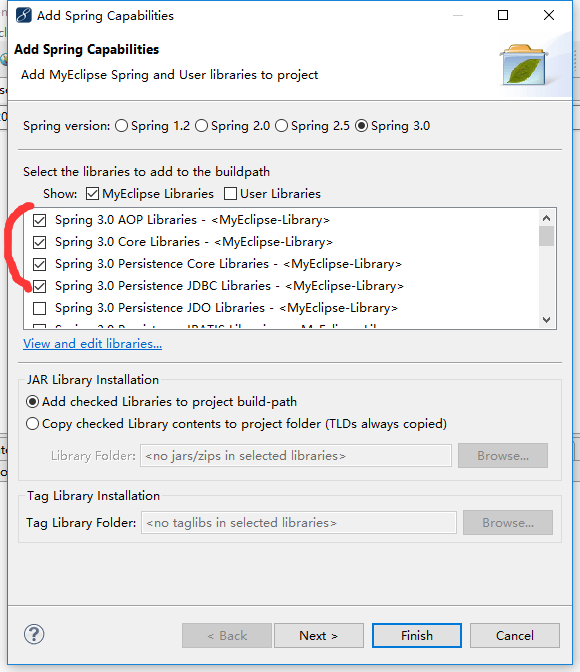 Add Spring Capabilities
Add Spring Capabilities
Add MyEclipse Spring and User libraries to project
Spring version: Spring 1.2 Spring 2.0 Spring 2.5 Spring 3.0
Select the libraries to add to the buildpath
Show: MyEclipse Libraries User Libraries
Spring 3.0 AOP Libraries - <MyEclipse-Library>
Spring 3.0 Core Libraries - <MyEclipse-Library>
Spring 3.0 Persistence Core Libraries - <MyEclipse-Library>
Spring 3.0 Persistence JDBC Libraries - <MyEclipse-Library>
Spring 3.0 Persistence JDO Libraries - <MyEclipse-Library>
View and edit libraries...
JAR Library Installation
Add checked Libraries to project build-path
Copy checked Library contents to project folder (TLDs always copied)
Library Folder: <no jars/zips in selected libraries> Browse...
Tag Library Installation
Tag Library Folder: <no taglibs in selected libraries> Browse...
? < Back Next > Finish Cancel